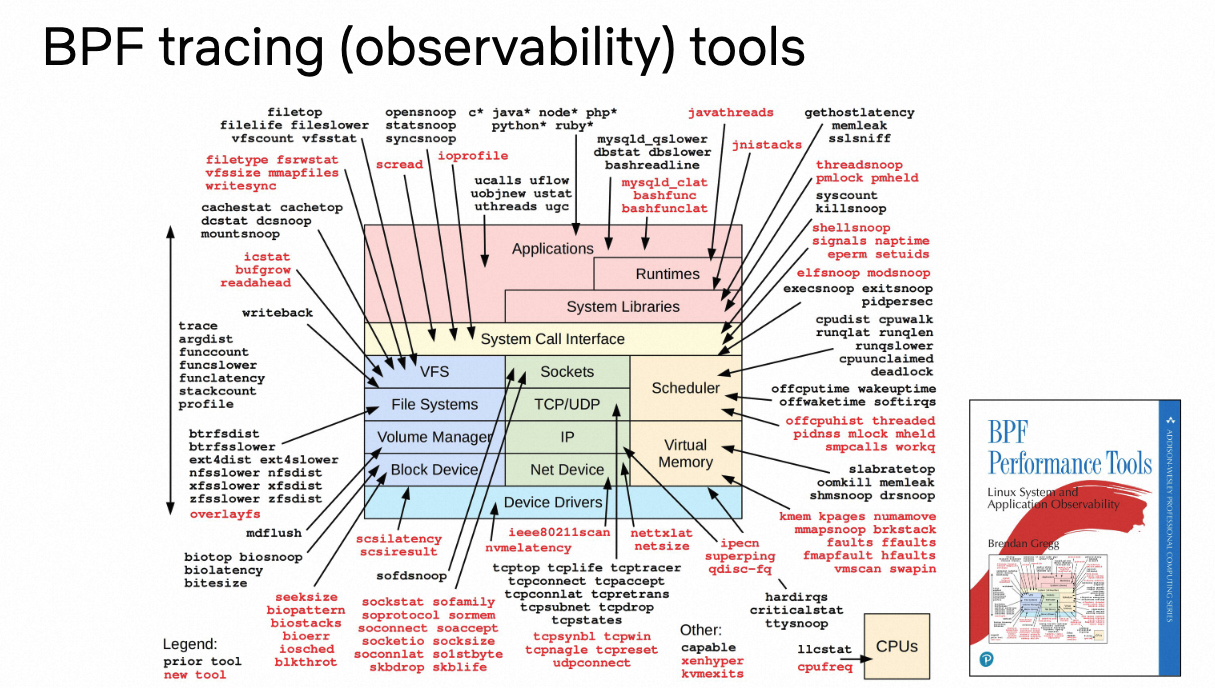 BPF tracing (observability) tools
filetop
filelife fileslower
vfscount vfsstat
opensnoop
statsnoop
syncsnoop
c* java* node* php*
python* ruby*
javathreads
gethostlatency
memleak
sslsniff
filetype fsrwstat
vfssize mmapfiles
writesync
scread
ioprofile
mysqld_qslower
dbstat dbslower
bashreadline
jnistacks
threadsnoop
pmlock pmheld
ucalls uflow
uobjnew ustat
uthreads ugc
mysqld_clat
bashfunc
bashfunclat
syscount
killsnoop
cachestat cachetop
dcstat dcsnoop
mountsnoop
shellsnoop
signals naptime
eperm setuids
icstat
bufgrow
readahead
elfsnoop modsnoop
execsnoop exitsnoop
pidpersec
writeback
cpudist cpuwalk
runqlat runqlen
runqslower
cpuunclaimed
deadlock
trace
argdist
funccount
funcslower
funclatency
stackcount
profile
offcputime wakeuptime
offwaketime softirqs
offcpuhist threaded
pidnss mlock mheld
smpcalls workq
btrfsdist
btrfsslower
ext4dist ext4slower
nfsslower nfsdist
xfsslower xfsdist
zfsslower zfsdist
overlayfs
slabratetop
oomkill memleak
shmsnoop drsnoop
mdflush
kmem kpages numamove
mmapsnoop brkstack
faults ffaults
fmapfault hfaults
vmscan swapin
biotop biosnoop
biolatency
bitesize
scsilatency
scsiresult
nvmelatency
ieee80211scan
nettxlat
netsize
ipecn
superping
qdisc-fq
sofdsnoop
seeksize
biopattern
biostacks
bioerr
iosched
blkthrot
sockstat sofamily
soprotocol sormem
soconnect soaccept
socketio socksize
soconnlat so1stbyte
skbdrop skblife
tcptop tcplife tcptracer
tcpconnect tcpaccept
tcpconnlat tcpretrans
tcpsubnet tcpdrop
tcpstates
tcpsynbl tcpwin
tcpnagle tcpreset
udpconnect
hardirqs
criticalstat
ttysnoop
Applications
Runtimes
System Libraries
System Call Interface
VFS
Sockets
Scheduler
File Systems
TCP/UDP
Volume Manager
IP
Virtual
Memory
Block Device
Net Device
Device Drivers
Legend:
prior tool
new tool
Other:
capable
xenhyper
kvmexits
llcstat
cpufreq
CPUs
BPF
Performance Tools
Linux System and
Application Observability
Brendan Gregg
ADDISON-WESLEY PROFESSIONAL COMPUTING SERIES